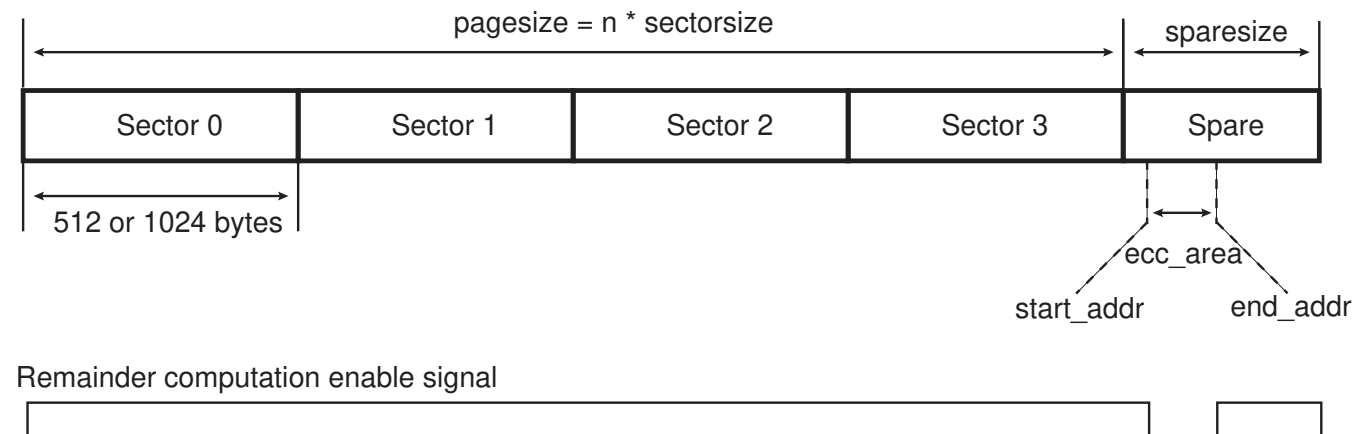 pagesize = n * sectorsize
sparesize
Sector 0
Sector 1
Sector 2
Sector 3
Spare
512 or 1024 bytes
ecc_area
start_addr
end_addr
Remainder computation enable signal